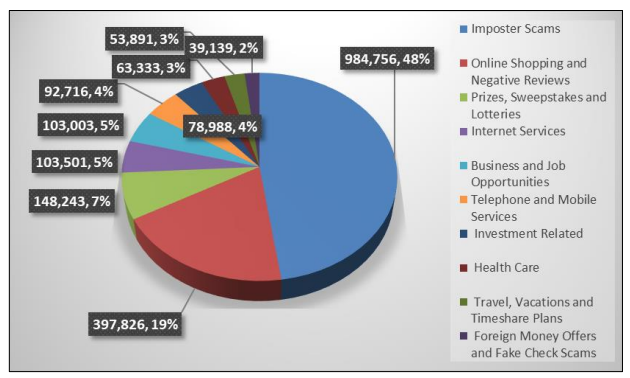 53,891, 3%
39,139, 2%
984,756, 48%
63,333, 3%
92,716, 4%
103,003, 5%
78,988, 4%
103,501, 5%
148,243, 7%
397,826, 19%
Imposter Scams
Online Shopping and
Negative Reviews
Prizes, Sweepstakes and
Lotteries
Internet Services
Business and Job
Opportunities
Telephone and Mobile
Services
Investment Related
Health Care
Travel, Vacations and
Timeshare Plans
Foreign Money Offers
and Fake Check Scams